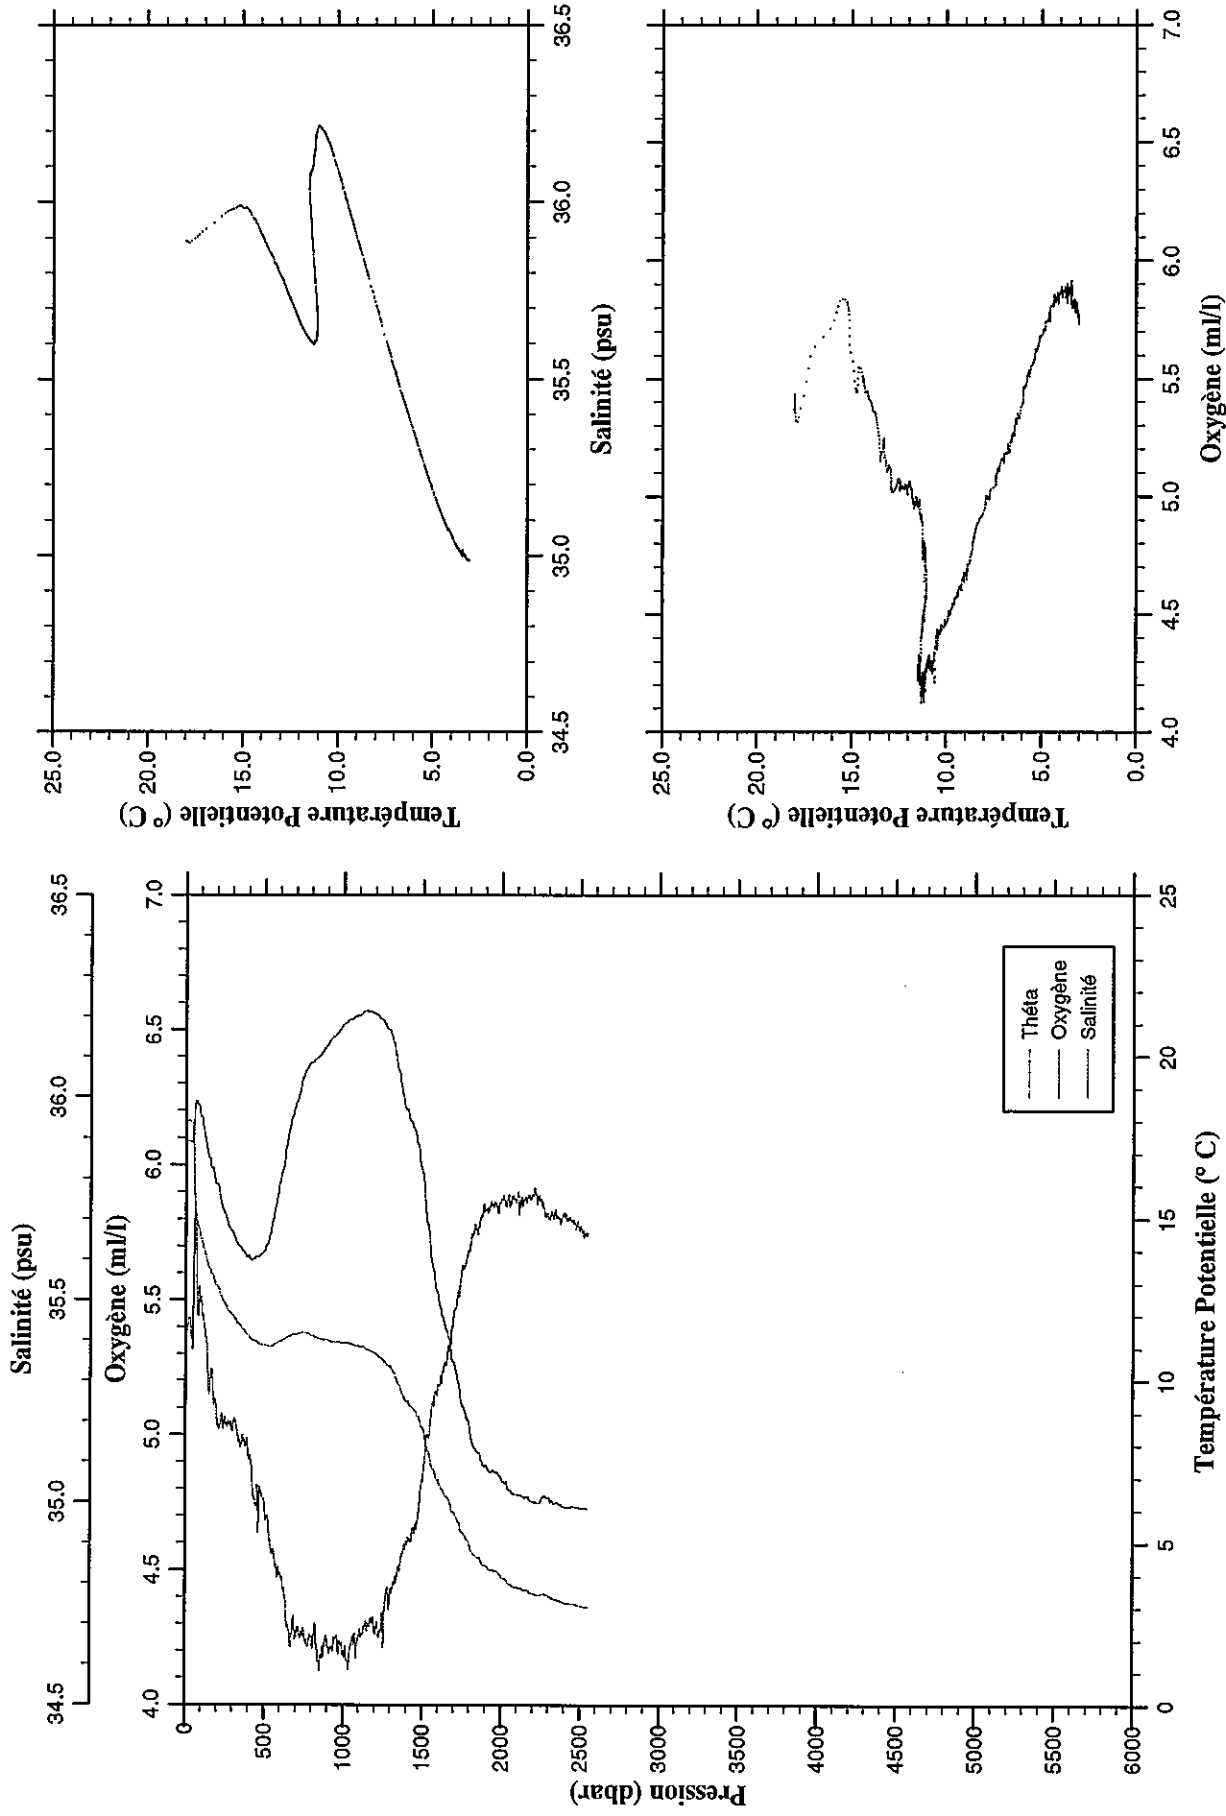 Salinité (psu)
34.5 35.0 35.5 36.0 36.5
Oxygène (ml/l)
4.0 4.5 5.0 5.5 6.0 6.5 7.0
Pression (dbar)
0
500
1000
1500
2000
2500
3000
3500
4000
4500
5000
5500
6000
Théta
Oxygène
Salinité
0 5 10 15 20 25
Température Potentielle (° C)
Température Potentielle (° C)
25.0
20.0
15.0
10.0
5.0
0.0
34.5 35.0 35.5 36.0 36.5
Salinité (psu)
Température Potentielle (° C)
25.0
20.0
15.0
10.0
5.0
0.0
4.0 4.5 5.0 5.5 6.0 6.5 7.0
Oxygène (ml/l)